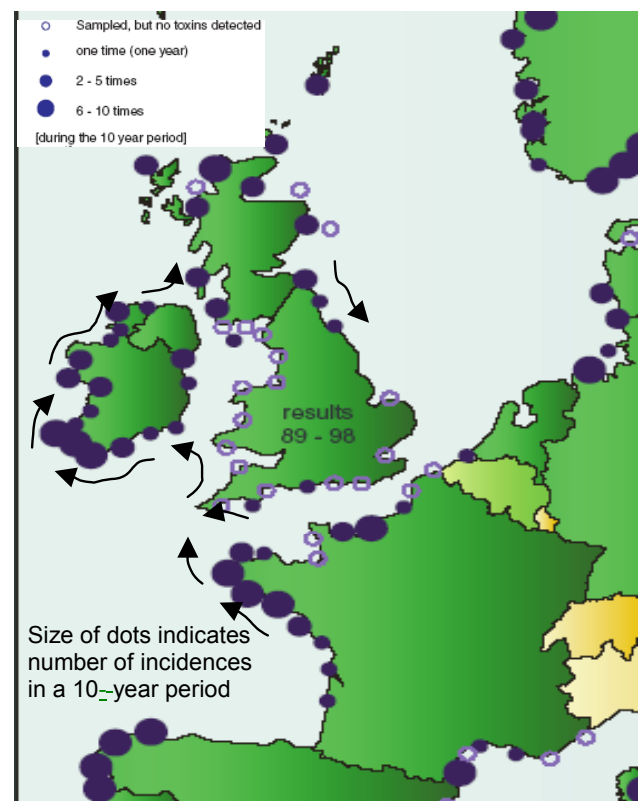 Sampled, but no toxins detected
one time (one year)
2 - 5 times
6 - 10 times
[during the 10 year period]
results
89 - 98
Size of dots indicates
number of incidences
in a 10--year period